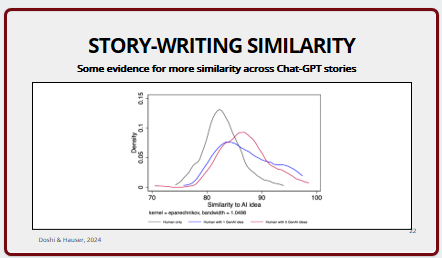 STORY-WRITING SIMILARITY
Some evidence for more similarity across Chat-GPT stories
0.15
0.1
0.05
0
Density
70 80 90 100
Similarity to AI idea
kernel = epanechnikov, bandwidth = 1.0498
Human only Human with 1 GenAI idea Human with 5 GenAI ideas
22
Doshi & Hauser, 2024